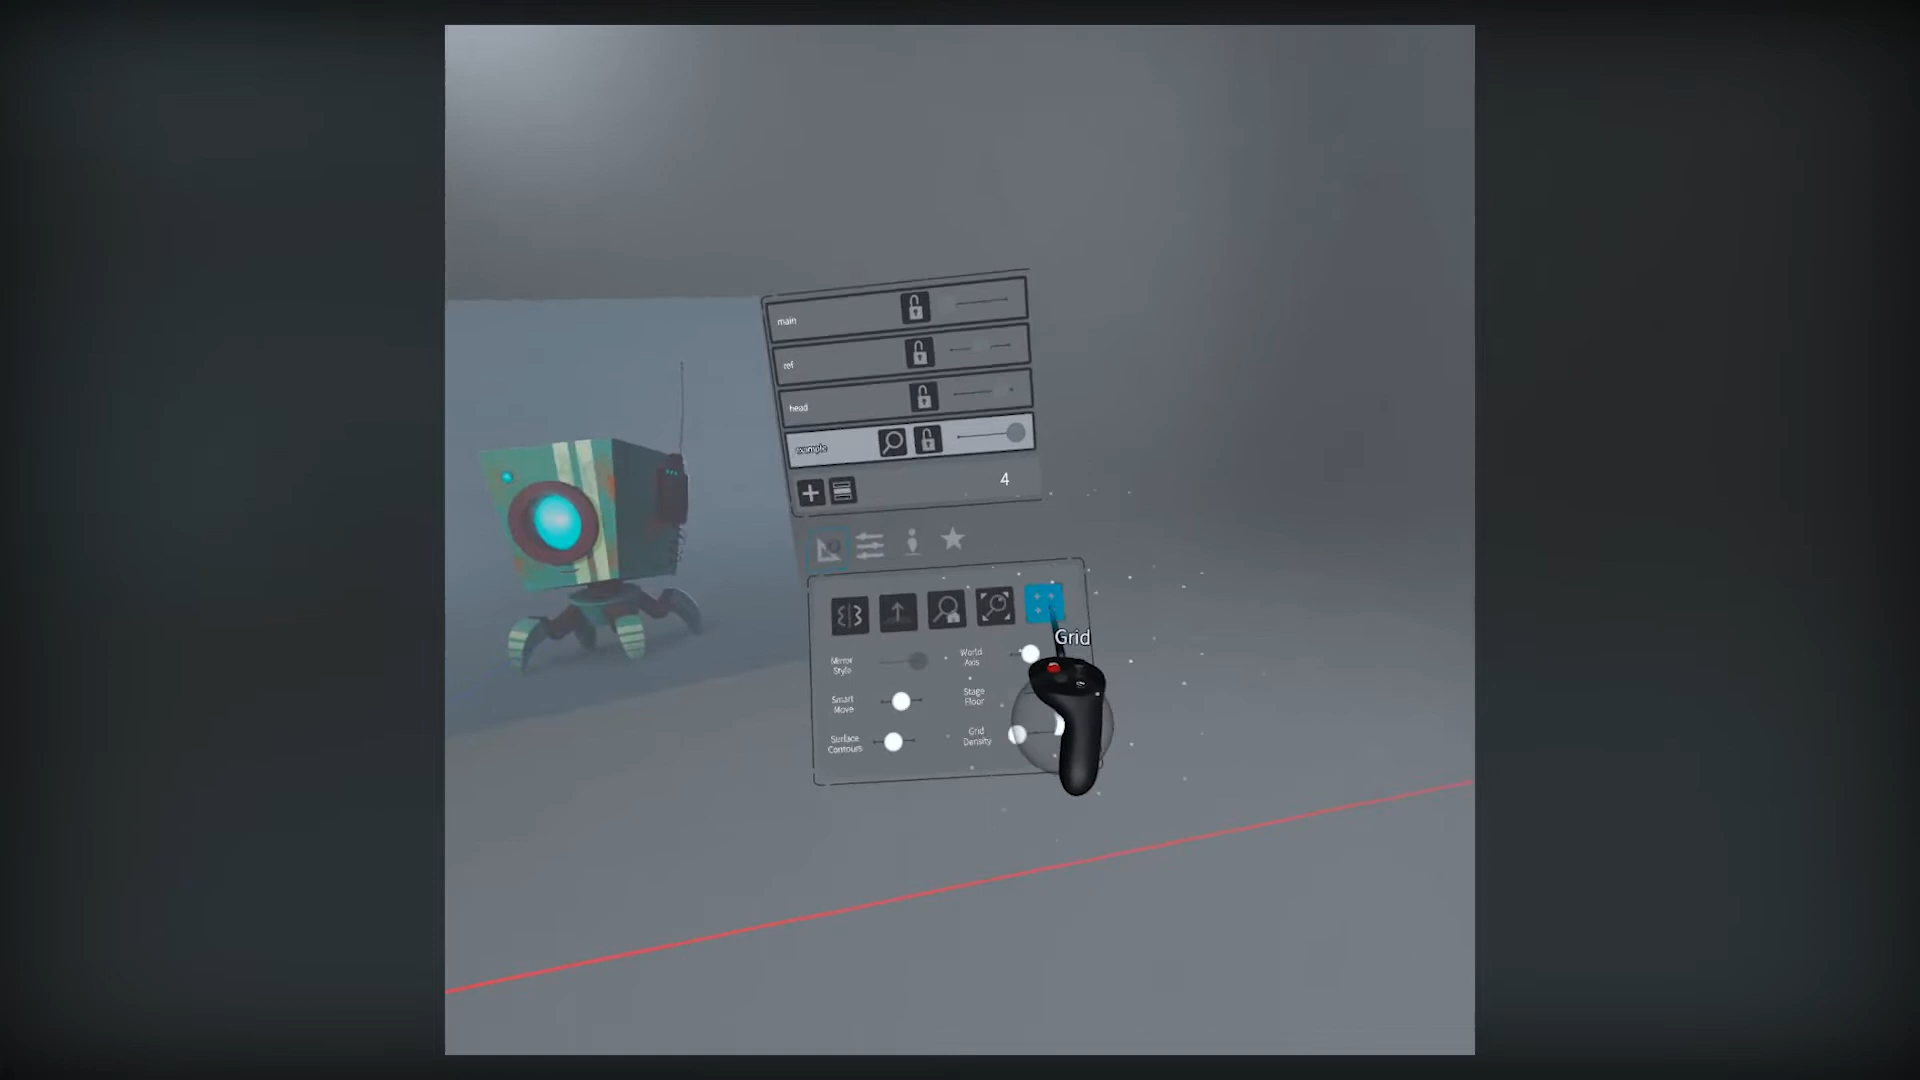 main
ref
head
example
4
Grid
Mirror
Style
World
Axis
Smart
Move
Stage
Floor
Surface
Contours
Grid
Density